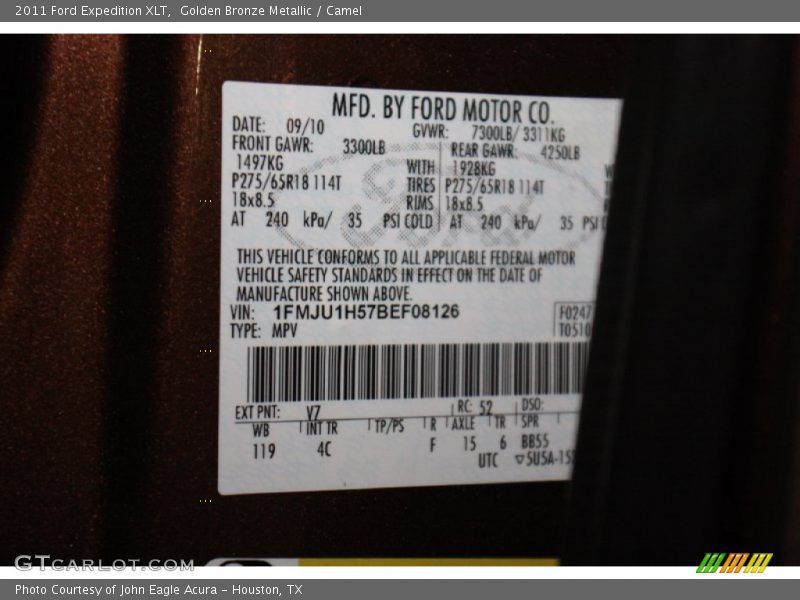 2011 Ford Expedition XLT, Golden Bronze Metallic / Camel
MFD. BY FORD MOTOR CO.
DATE: 09/10 GVWR: 7300LB/ 3311KG
FRONT GAWR: 3300LB REAR GAWR: 4250LB
1497KG WITH 1928KG
P275/65R18 114T TIRES P275/65R18 114T
18x8.5 RIMS 18x8.5
AT 240 kPa/ 35 PSI COLD AT 240 kPa/ 35 PSI
THIS VEHICLE CONFORMS TO ALL APPLICABLE FEDERAL MOTOR
VEHICLE SAFETY STANDARDS IN EFFECT ON THE DATE OF
MANUFACTURE SHOWN ABOVE.
VIN: 1FMJU1H57BEF08126 F0247
TYPE: MPV T0510
EXT PNT: V7 RC: 52 DSO:
WB INT TR TP/PS R AXLE TR SPR
119 4C F 15 6 BB55
UTC ▽5U5A-15
GTCARLOT.COM
Photo Courtesy of John Eagle Acura - Houston, TX